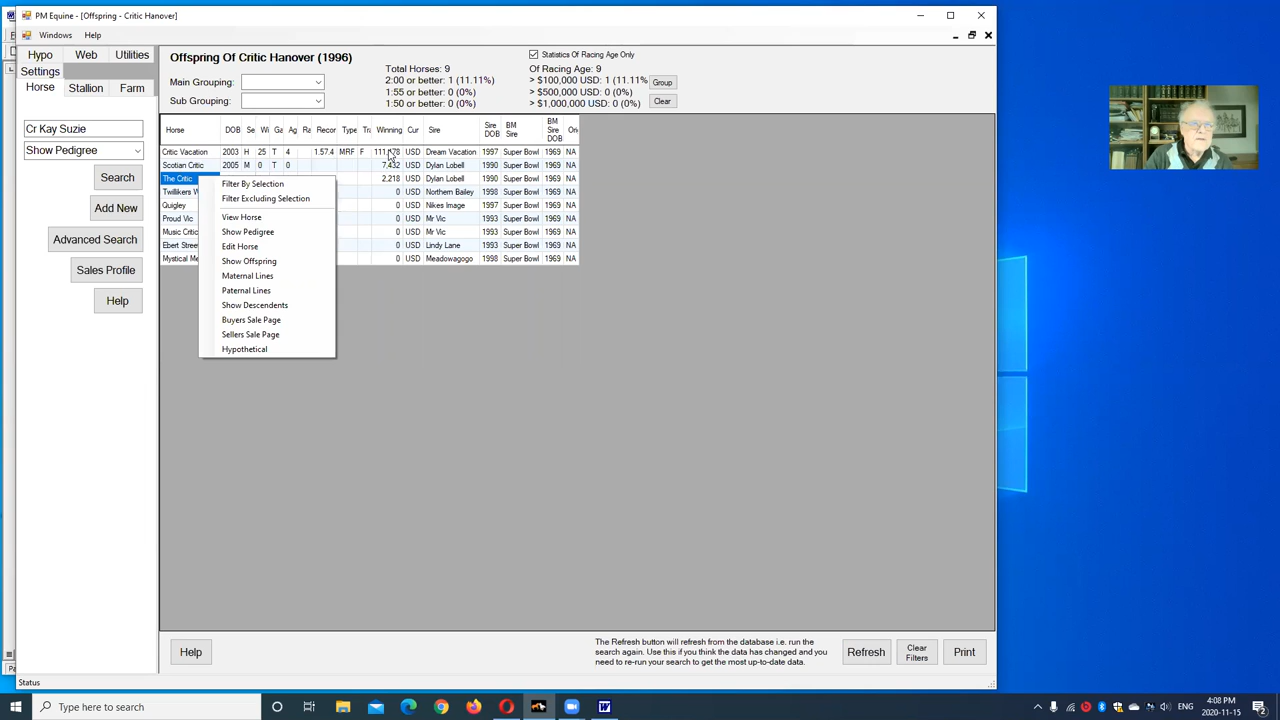 PM Equine - [Offspring - Critic Hanover]
Windows Help
Hypo Web Utilities
Settings
Horse Stallion Farm
Cr Kay Suzie
Show Pedigree
Search
Add New
Advanced Search
Sales Profile
Help
Offspring Of Critic Hanover (1996)
Main Grouping:
Sub Grouping:
Total Horses: 9
2:00 or better: 1 (11.11%)
1:55 or better: 0 (0%)
1:50 or better: 0 (0%)
Statistics Of Racing Age Only
Of Racing Age: 9
> $100,000 USD: 1 (11.11%
> $500,000 USD: 0 (0%)
> $1,000,000 USD: 0 (0%)
Group
Clear
Horse DOB Se Wi Ga Ag Ra Recor Type Tra Winning Cur Sire Sire DOB BM Sire BM Sire DOB Ori
Critic Vacation 2003 H 25 T 4 1.57.4 MRF F USD Dream Vacation 1997 Super Bowl 1969 NA
Scotian Critic 2005 M 0 T 0 7,432 USD Dylan Lobell 1990 Super Bowl 1969 NA
The Critic 2,218 USD Dylan Lobell 1990 Super Bowl 1969 NA
Twillikers W 0 USD Northern Bailey 1998 Super Bowl 1969 NA
Quigley 0 USD Nikes Image 1997 Super Bowl 1969 NA
Proud Vic 0 USD Mr Vic 1993 Super Bowl 1969 NA
Music Critic 0 USD Mr Vic 1993 Super Bowl 1969 NA
Ebert Street 0 USD Lindy Lane 1993 Super Bowl 1969 NA
Mystical Me 0 USD Meadowagogo 1998 Super Bowl 1969 NA
Filter By Selection
Filter Excluding Selection
View Horse
Show Pedigree
Edit Horse
Show Offspring
Maternal Lines
Paternal Lines
Show Descendents
Buyers Sale Page
Sellers Sale Page
Hypothetical
Help
The Refresh button will refresh from the database i.e. run the
search again. Use this if you think the data has changed and you
need to re-run your search to get the most up-to-date data.
Refresh
Clear
Filters
Print
Status
Type here to search
ENG
4:08 PM
2020-11-15